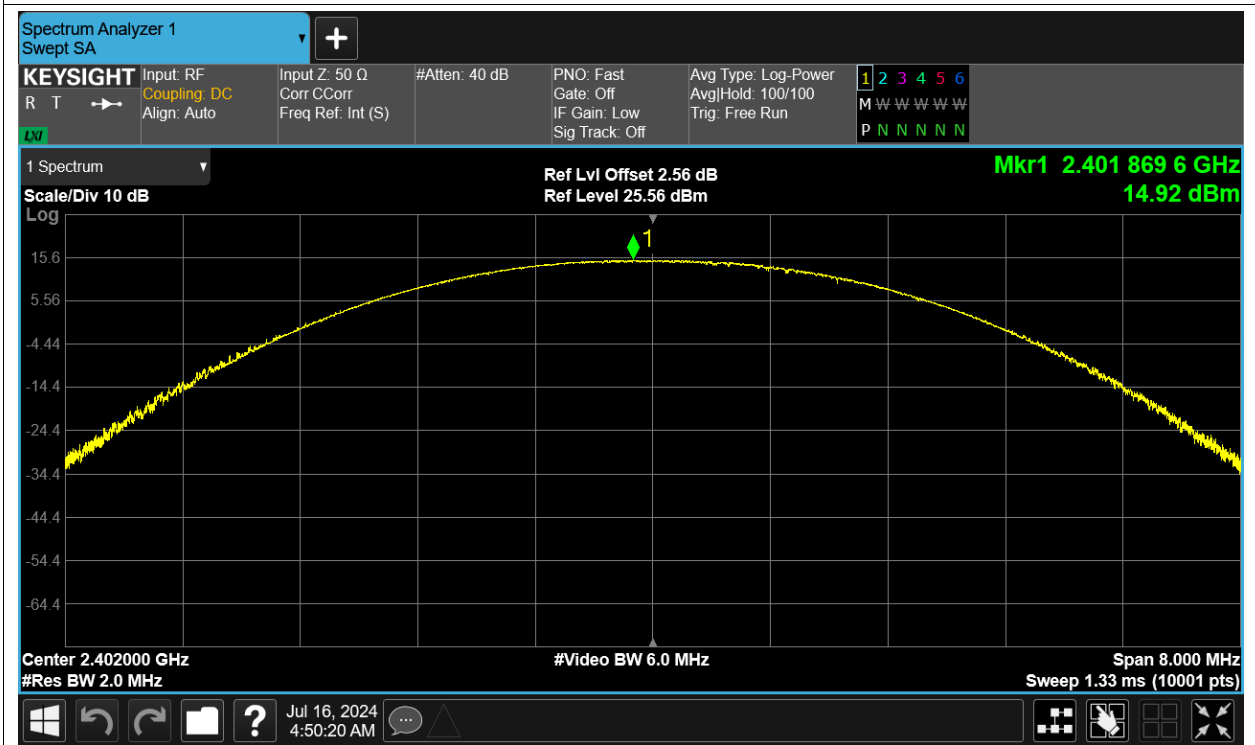 Spectrum Analyzer 1
Swept SA
KEYSIGHT
R T
LXI
Input: RF
Coupling: DC
Align: Auto
Input Z: 50 Ω
Corr CCorr
Freq Ref: Int (S)
#Atten: 40 dB
PNO: Fast
Gate: Off
IF Gain: Low
Sig Track: Off
Avg Type: Log-Power
Avg|Hold: 100/100
Trig: Free Run
1 2 3 4 5 6
M W W W W W
P N N N N N
1 Spectrum
Scale/Div 10 dB
Log
Ref Lvl Offset 2.56 dB
Ref Level 25.56 dBm
Mkr1 2.401 869 6 GHz
14.92 dBm
1
15.6
5.56
-4.44
-14.4
-24.4
-34.4
-44.4
-54.4
-64.4
Center 2.402000 GHz
#Res BW 2.0 MHz
#Video BW 6.0 MHz
Span 8.000 MHz
Sweep 1.33 ms (10001 pts)
?
Jul 16, 2024
4:50:20 AM